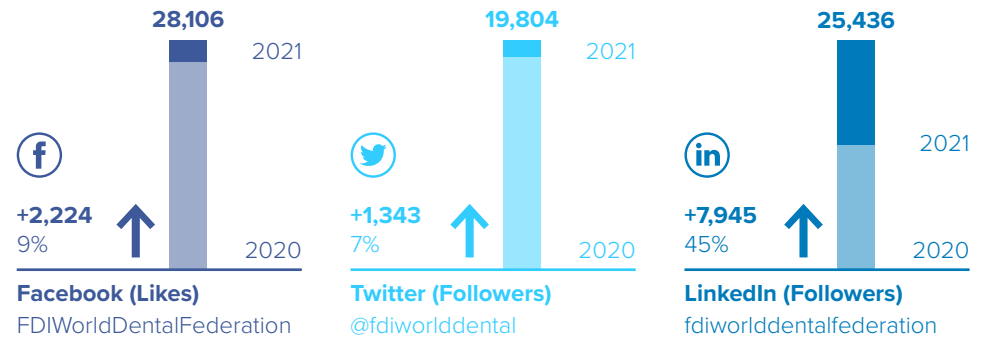 28,106
2021
+2,224
9%
2020
Facebook (Likes)
FDIWorldDentalFederation
19,804
2021
+1,343
7%
2020
Twitter (Followers)
@fdiworlddental
25,436
2021
+7,945
45%
2020
LinkedIn (Followers)
fdiworlddentalfederation